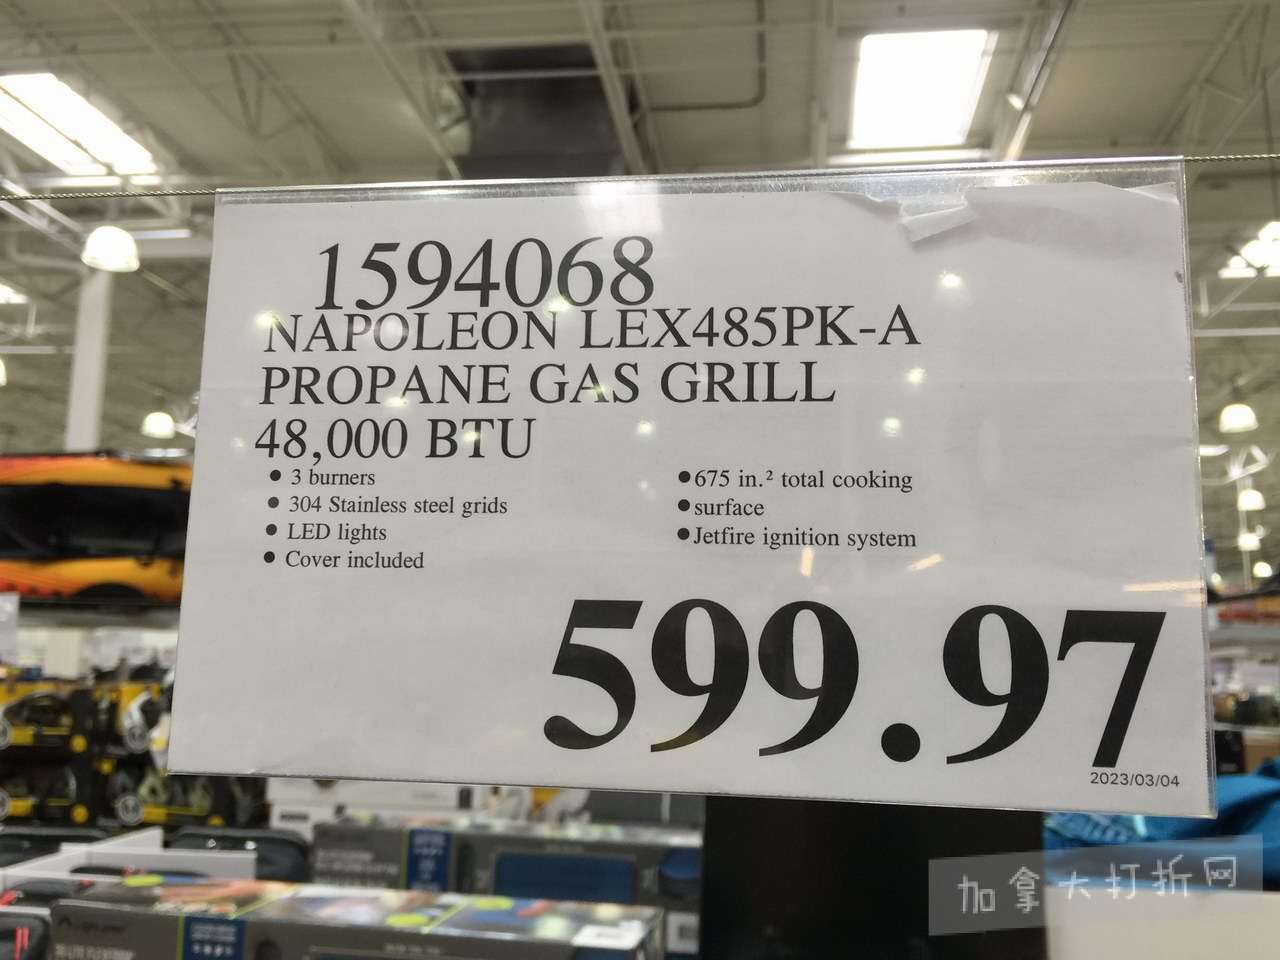 1594068
NAPOLEON LEX485PK-A
PROPANE GAS GRILL
48,000 BTU
● 3 burners
● 304 Stainless steel grids
● LED lights
● Cover included
●675 in.² total cooking
●surface
●Jetfire ignition system
599.97
2023/03/04
加拿大打折网